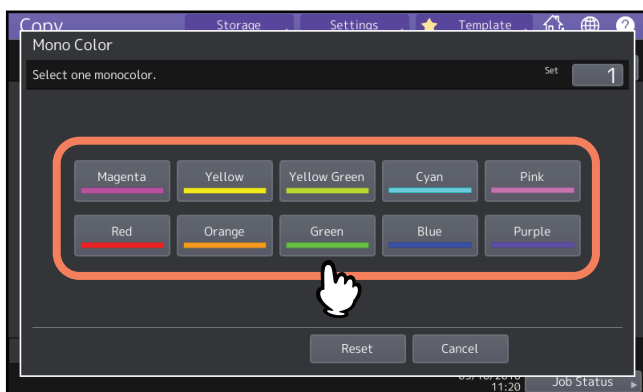 Copy Storage Settings Template
Mono Color
Select one monocolor. Set 1
Magenta Yellow Yellow Green Cyan Pink
Red Orange Green Blue Purple
Reset Cancel
11:20 Job Status